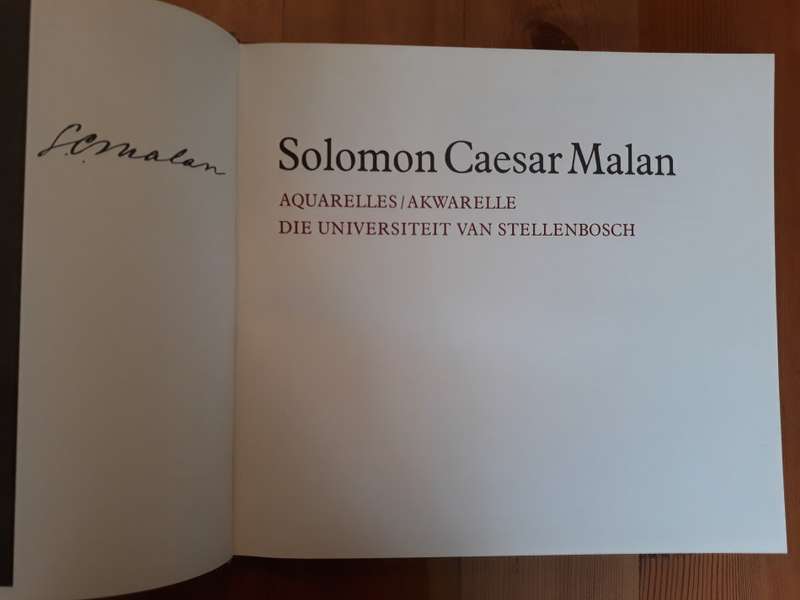 S.C. Malan
Solomon Caesar Malan
AQUARELLES/AKWARELLE
DIE UNIVERSITEIT VAN STELLENBOSCH